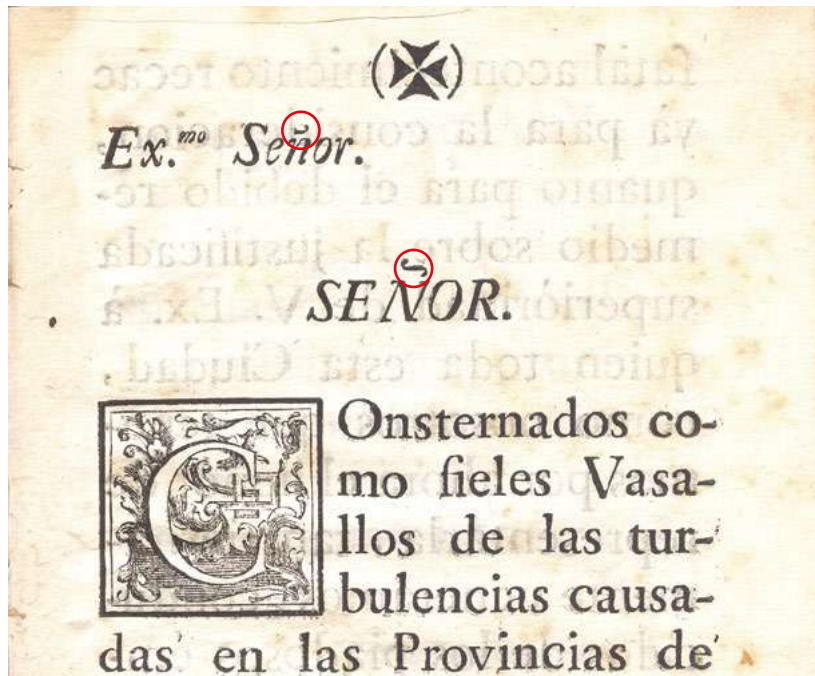 (✠)
Ex.ᵐᵒ Señor.
SEÑOR.
COnsternados co-
mo fieles Vasa-
llos de las tur-
bulencias causa-
das en las Provincias de